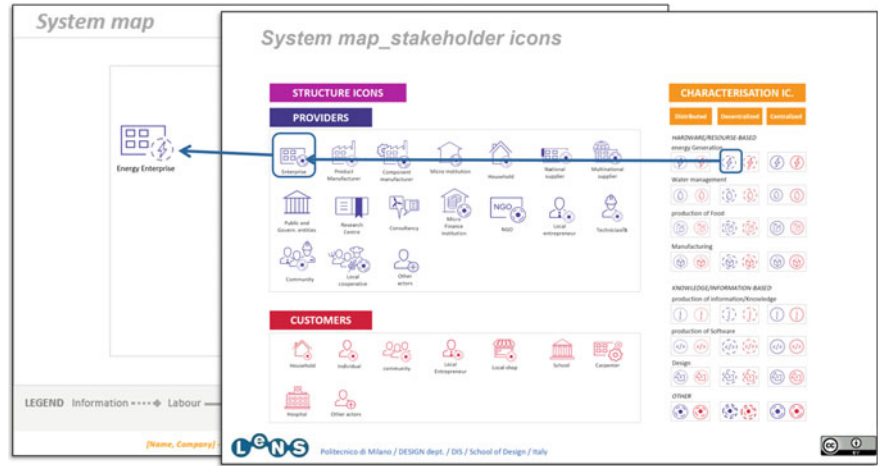 System map
Energy Enterprise
LEGEND Information Labour
[Name, Company] -
System map_stakeholder icons
STRUCTURE ICONS
PROVIDERS
Enterprise
Product Manufacturer
Component manufacturer
Micro institution
Household
National supplier
Multinational supplier
Public and Govern. entities
Research Centre
Consultancy
Micro Finance institution
NGO
NGO
Local entrepreneur
Community
Local cooperative
Other actors
CUSTOMERS
Household
Individual
community
Local Entrepreneur
Local shop
School
Carpenter
Hospital
Other actors
CHARACTERISATION IC.
Distributed
Decentralised
Centralised
HARDWARE/RESOURSE-BASED
energy Generation
Water management
production of Food
Manufacturing
KNOWLEDGE/INFORMATION-BASED
production of information/Knowledge
production of Software
Design
OTHER
LeNS
Politecnico di Milano / DESIGN dept. / DIS / School of Design / Italy
cc
BY